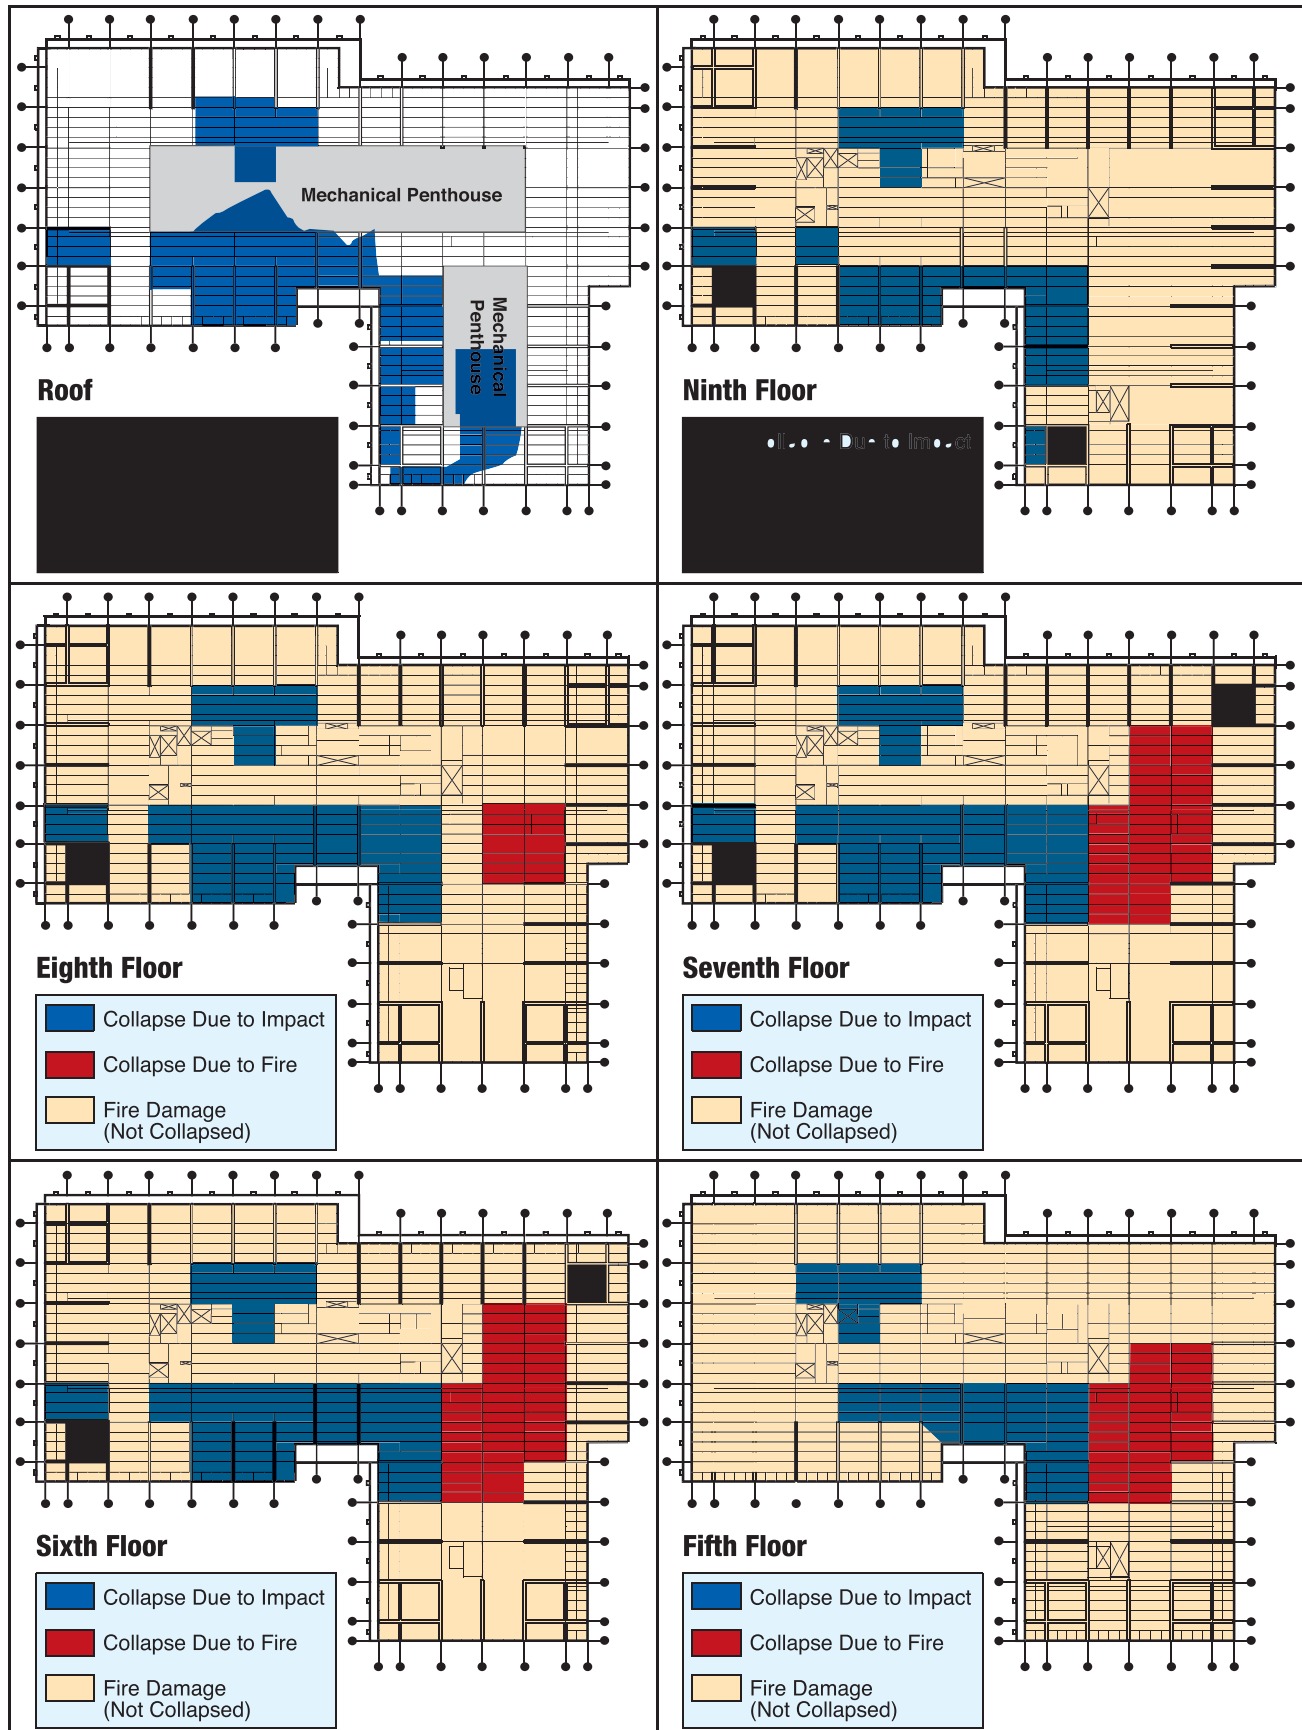 Mechanical Penthouse
Mechanical
Penthouse
Roof
Ninth Floor
Due to Impact
Eighth Floor
Collapse Due to Impact
Collapse Due to Fire
Fire Damage
(Not Collapsed)
Seventh Floor
Collapse Due to Impact
Collapse Due to Fire
Fire Damage
(Not Collapsed)
Sixth Floor
Collapse Due to Impact
Collapse Due to Fire
Fire Damage
(Not Collapsed)
Fifth Floor
Collapse Due to Impact
Collapse Due to Fire
Fire Damage
(Not Collapsed)